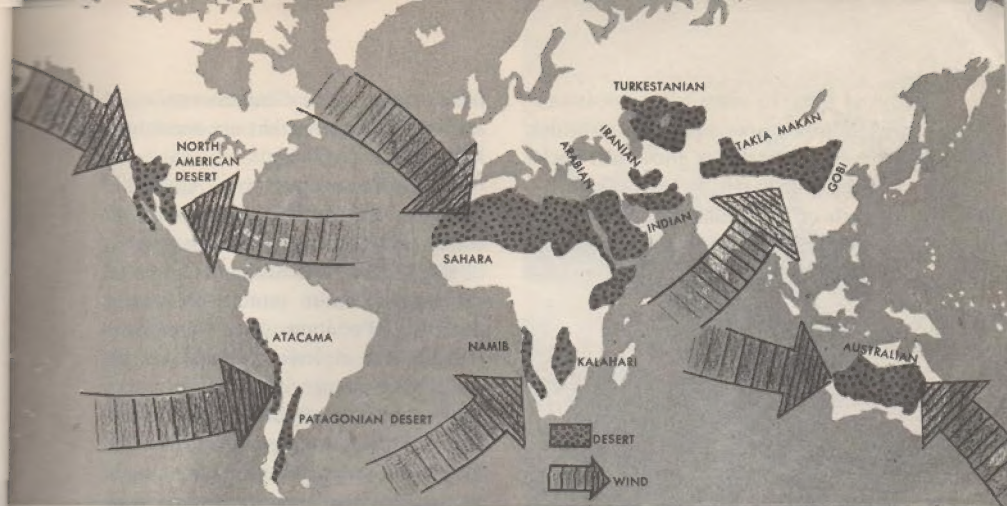 NORTH
AMERICAN
DESERT
TURKESTANIAN
IRANIAN
ARABIAN
TAKLA MAKAN
GOBI
INDIAN
SAHARA
ATACAMA
NAMIB
KALAHARI
AUSTRALIAN
PATAGONIAN DESERT
DESERT
WIND